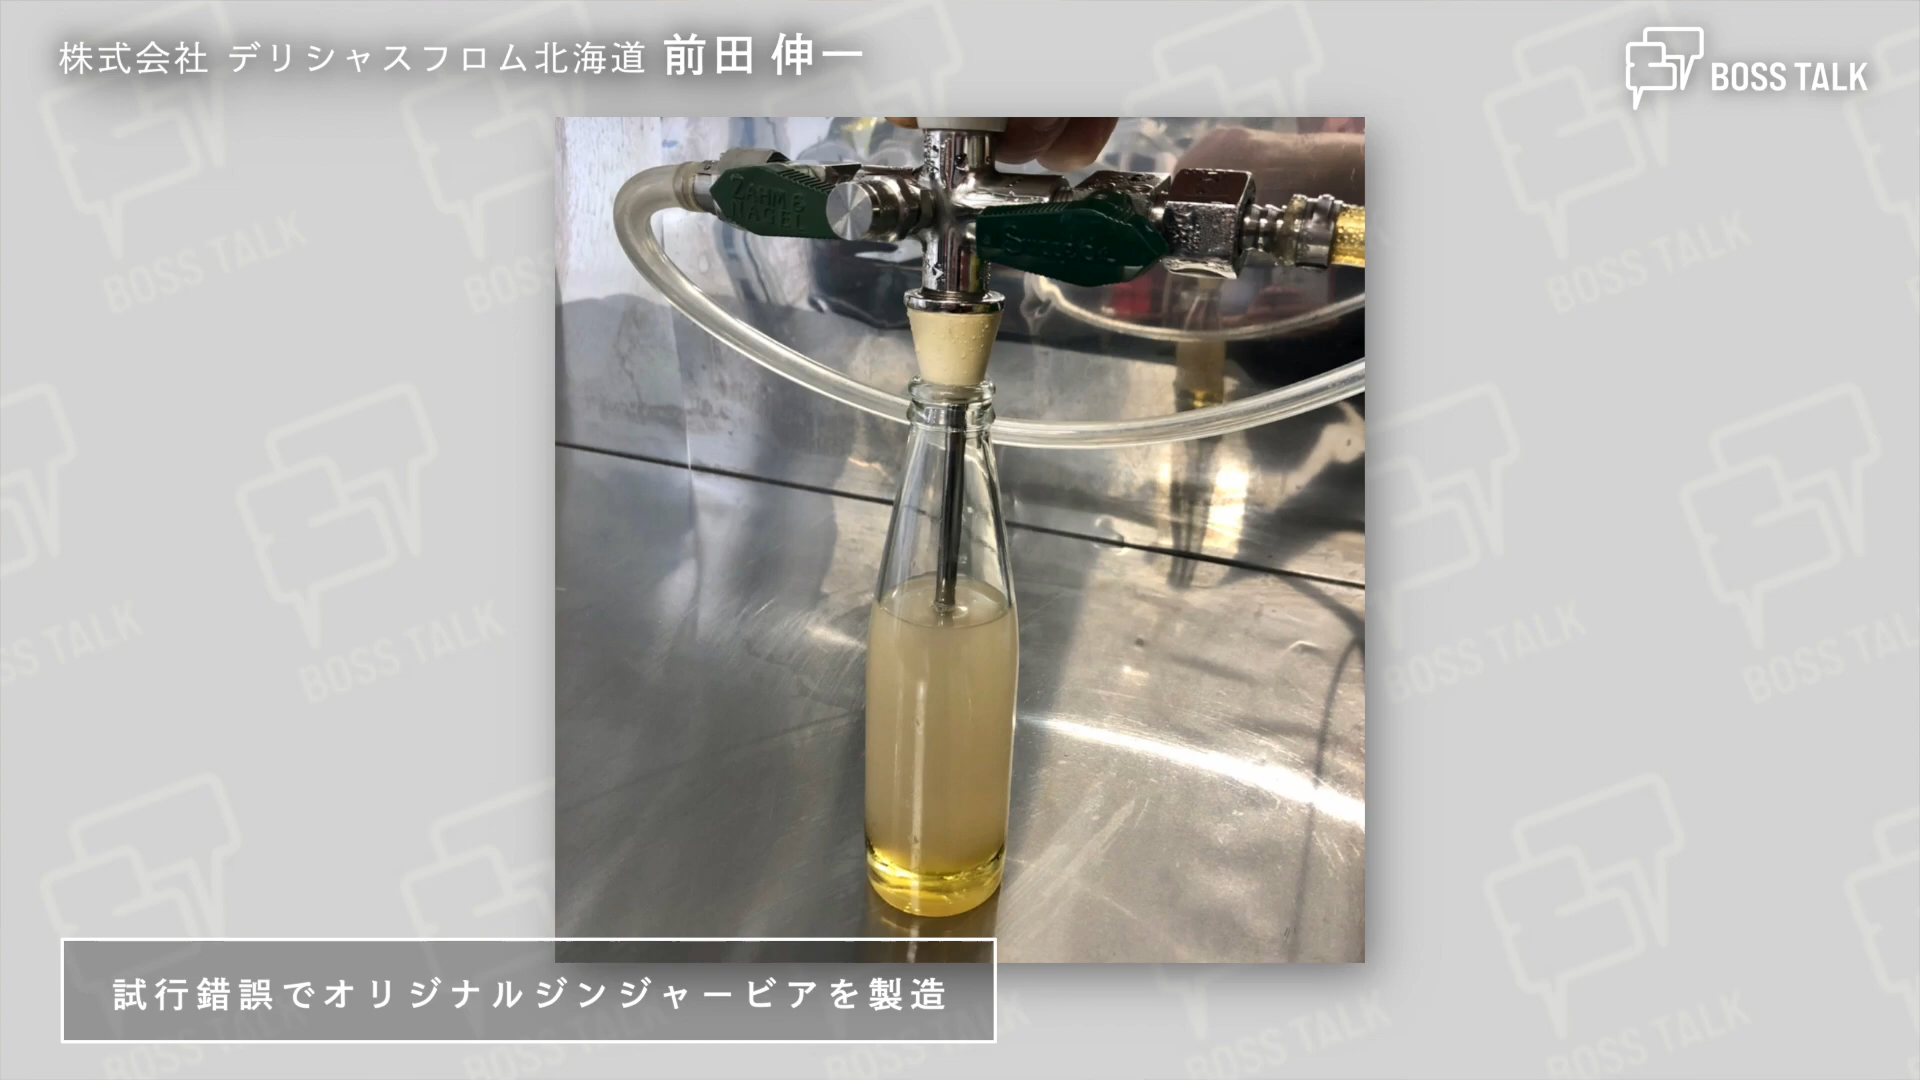 株式会社 デリシャスフロム北海道 前田 伸一
BOSS TALK
ZAHM &
NAGEL
試行錯誤でオリジナルジンジャービアを製造